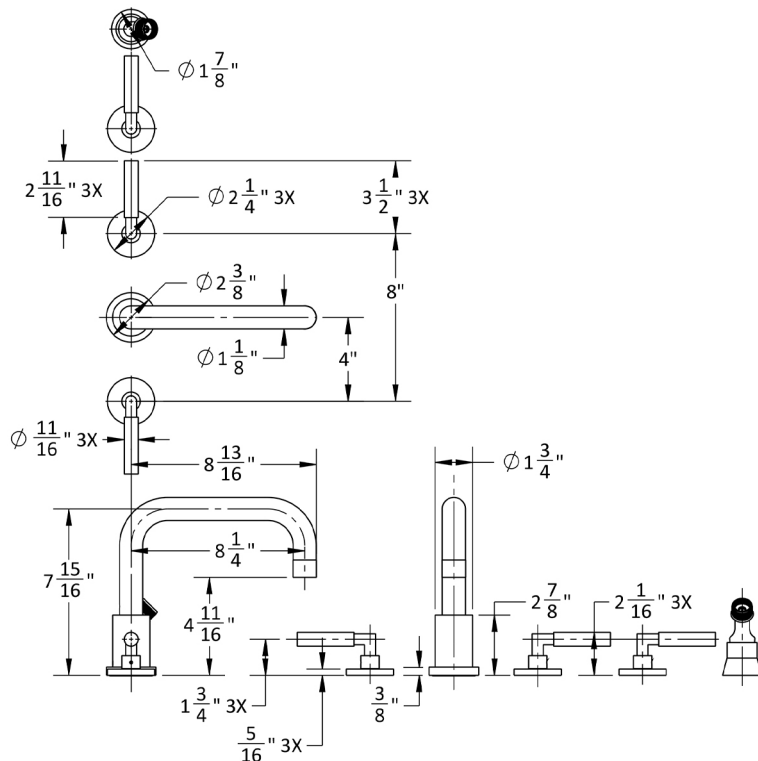 ∅1 7/8"
2 11/16" 3X
∅2 1/4" 3X
3 1/2" 3X
∅2 3/8"
8"
∅1 1/8"
4"
∅ 11/16" 3X
8 13/16"
∅1 3/4"
7 15/16"
8 1/4"
4 11/16"
2 7/8"
2 1/16" 3X
1 3/4" 3X
3/8"
5/16" 3X